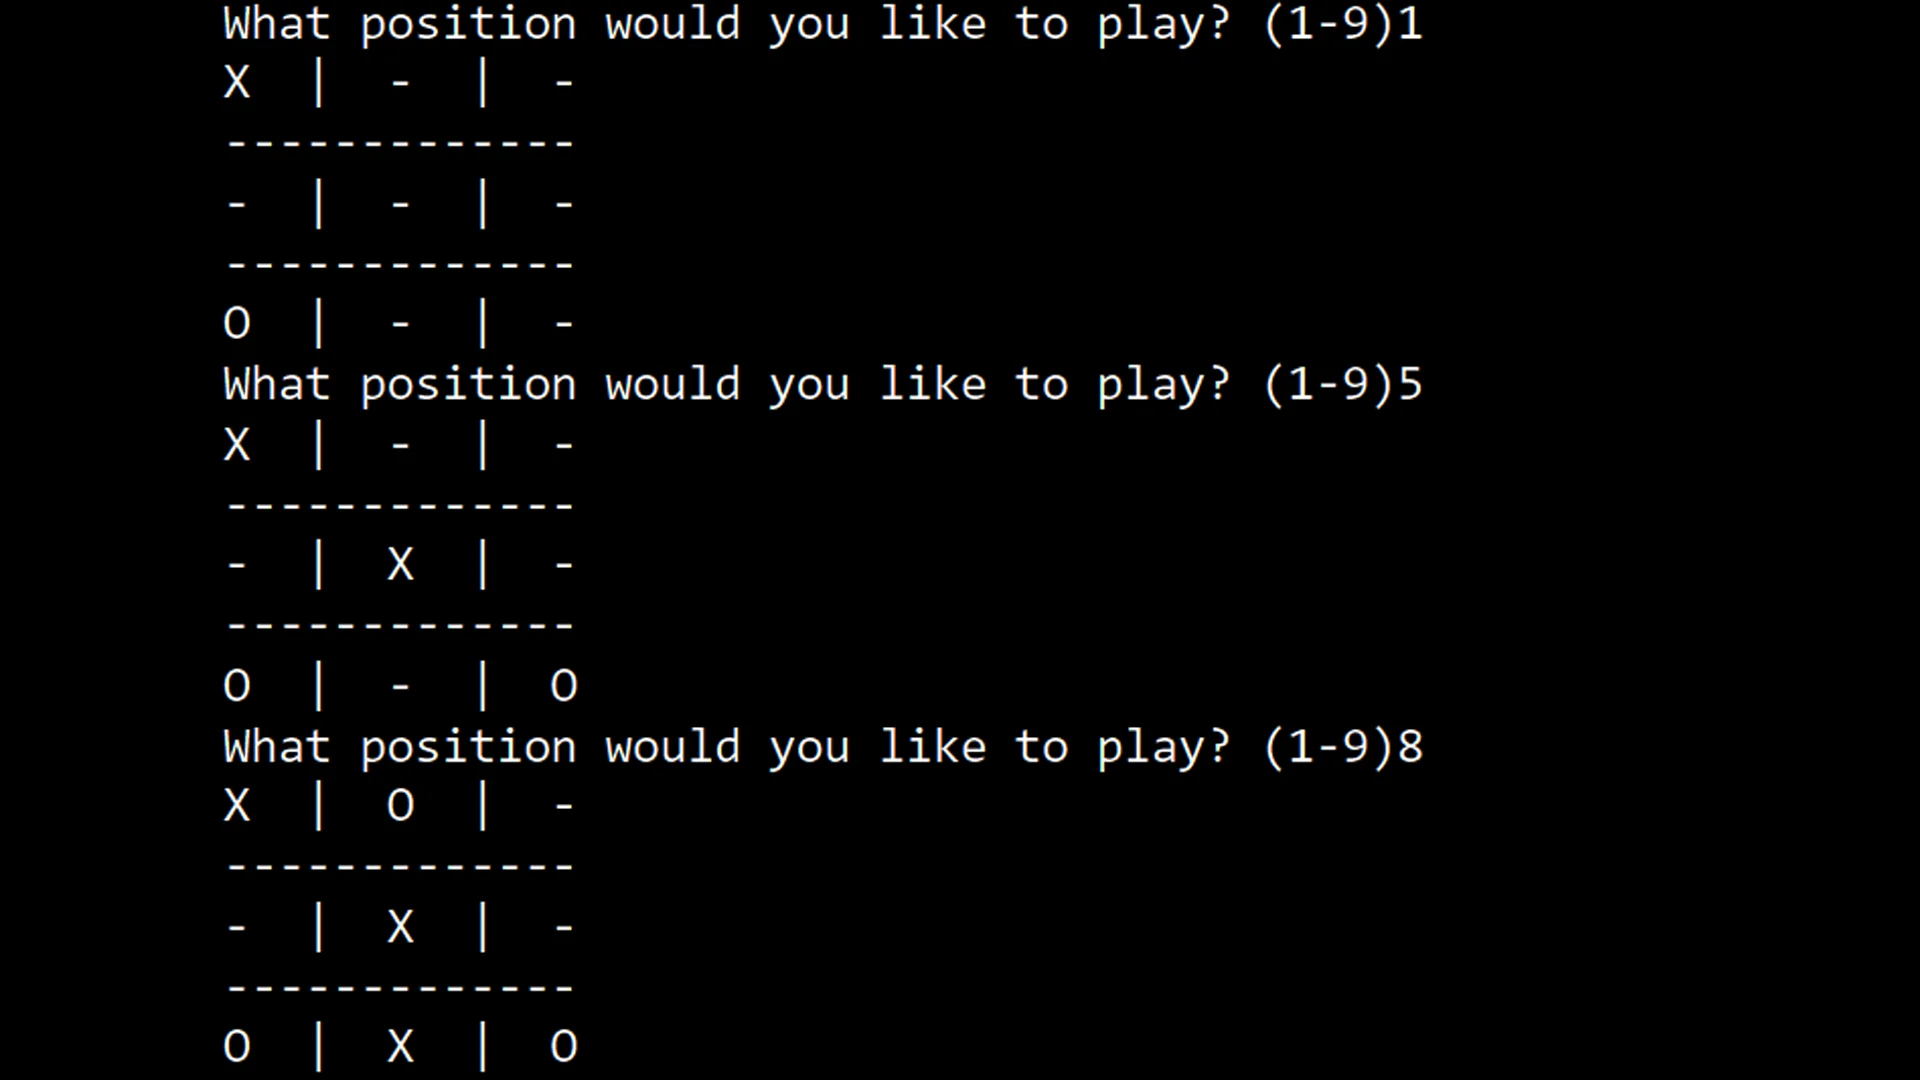 What position would you like to play? (1-9)1
X | - | -
-------------
- | - | -
-------------
O | - | -
What position would you like to play? (1-9)5
X | - | -
-------------
- | X | -
-------------
O | - | O
What position would you like to play? (1-9)8
X | O | -
-------------
- | X | -
-------------
O | X | O